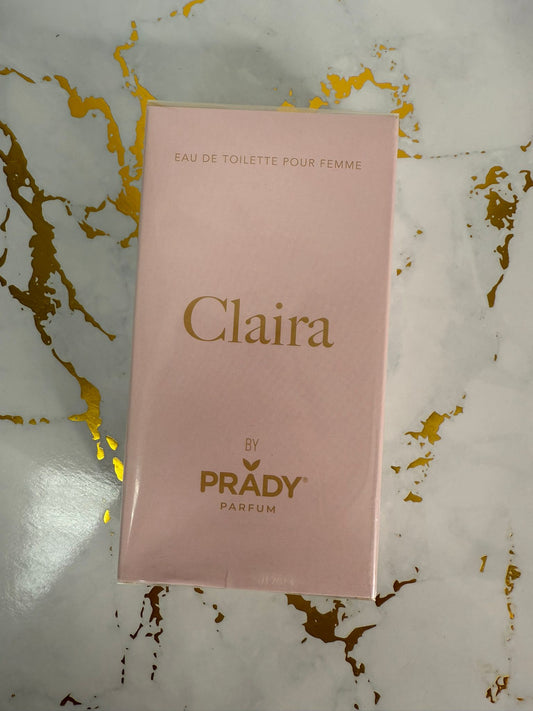 EAU DE TOILETTE POUR FEMME
Claira
BY
PRADY®
PARFUM